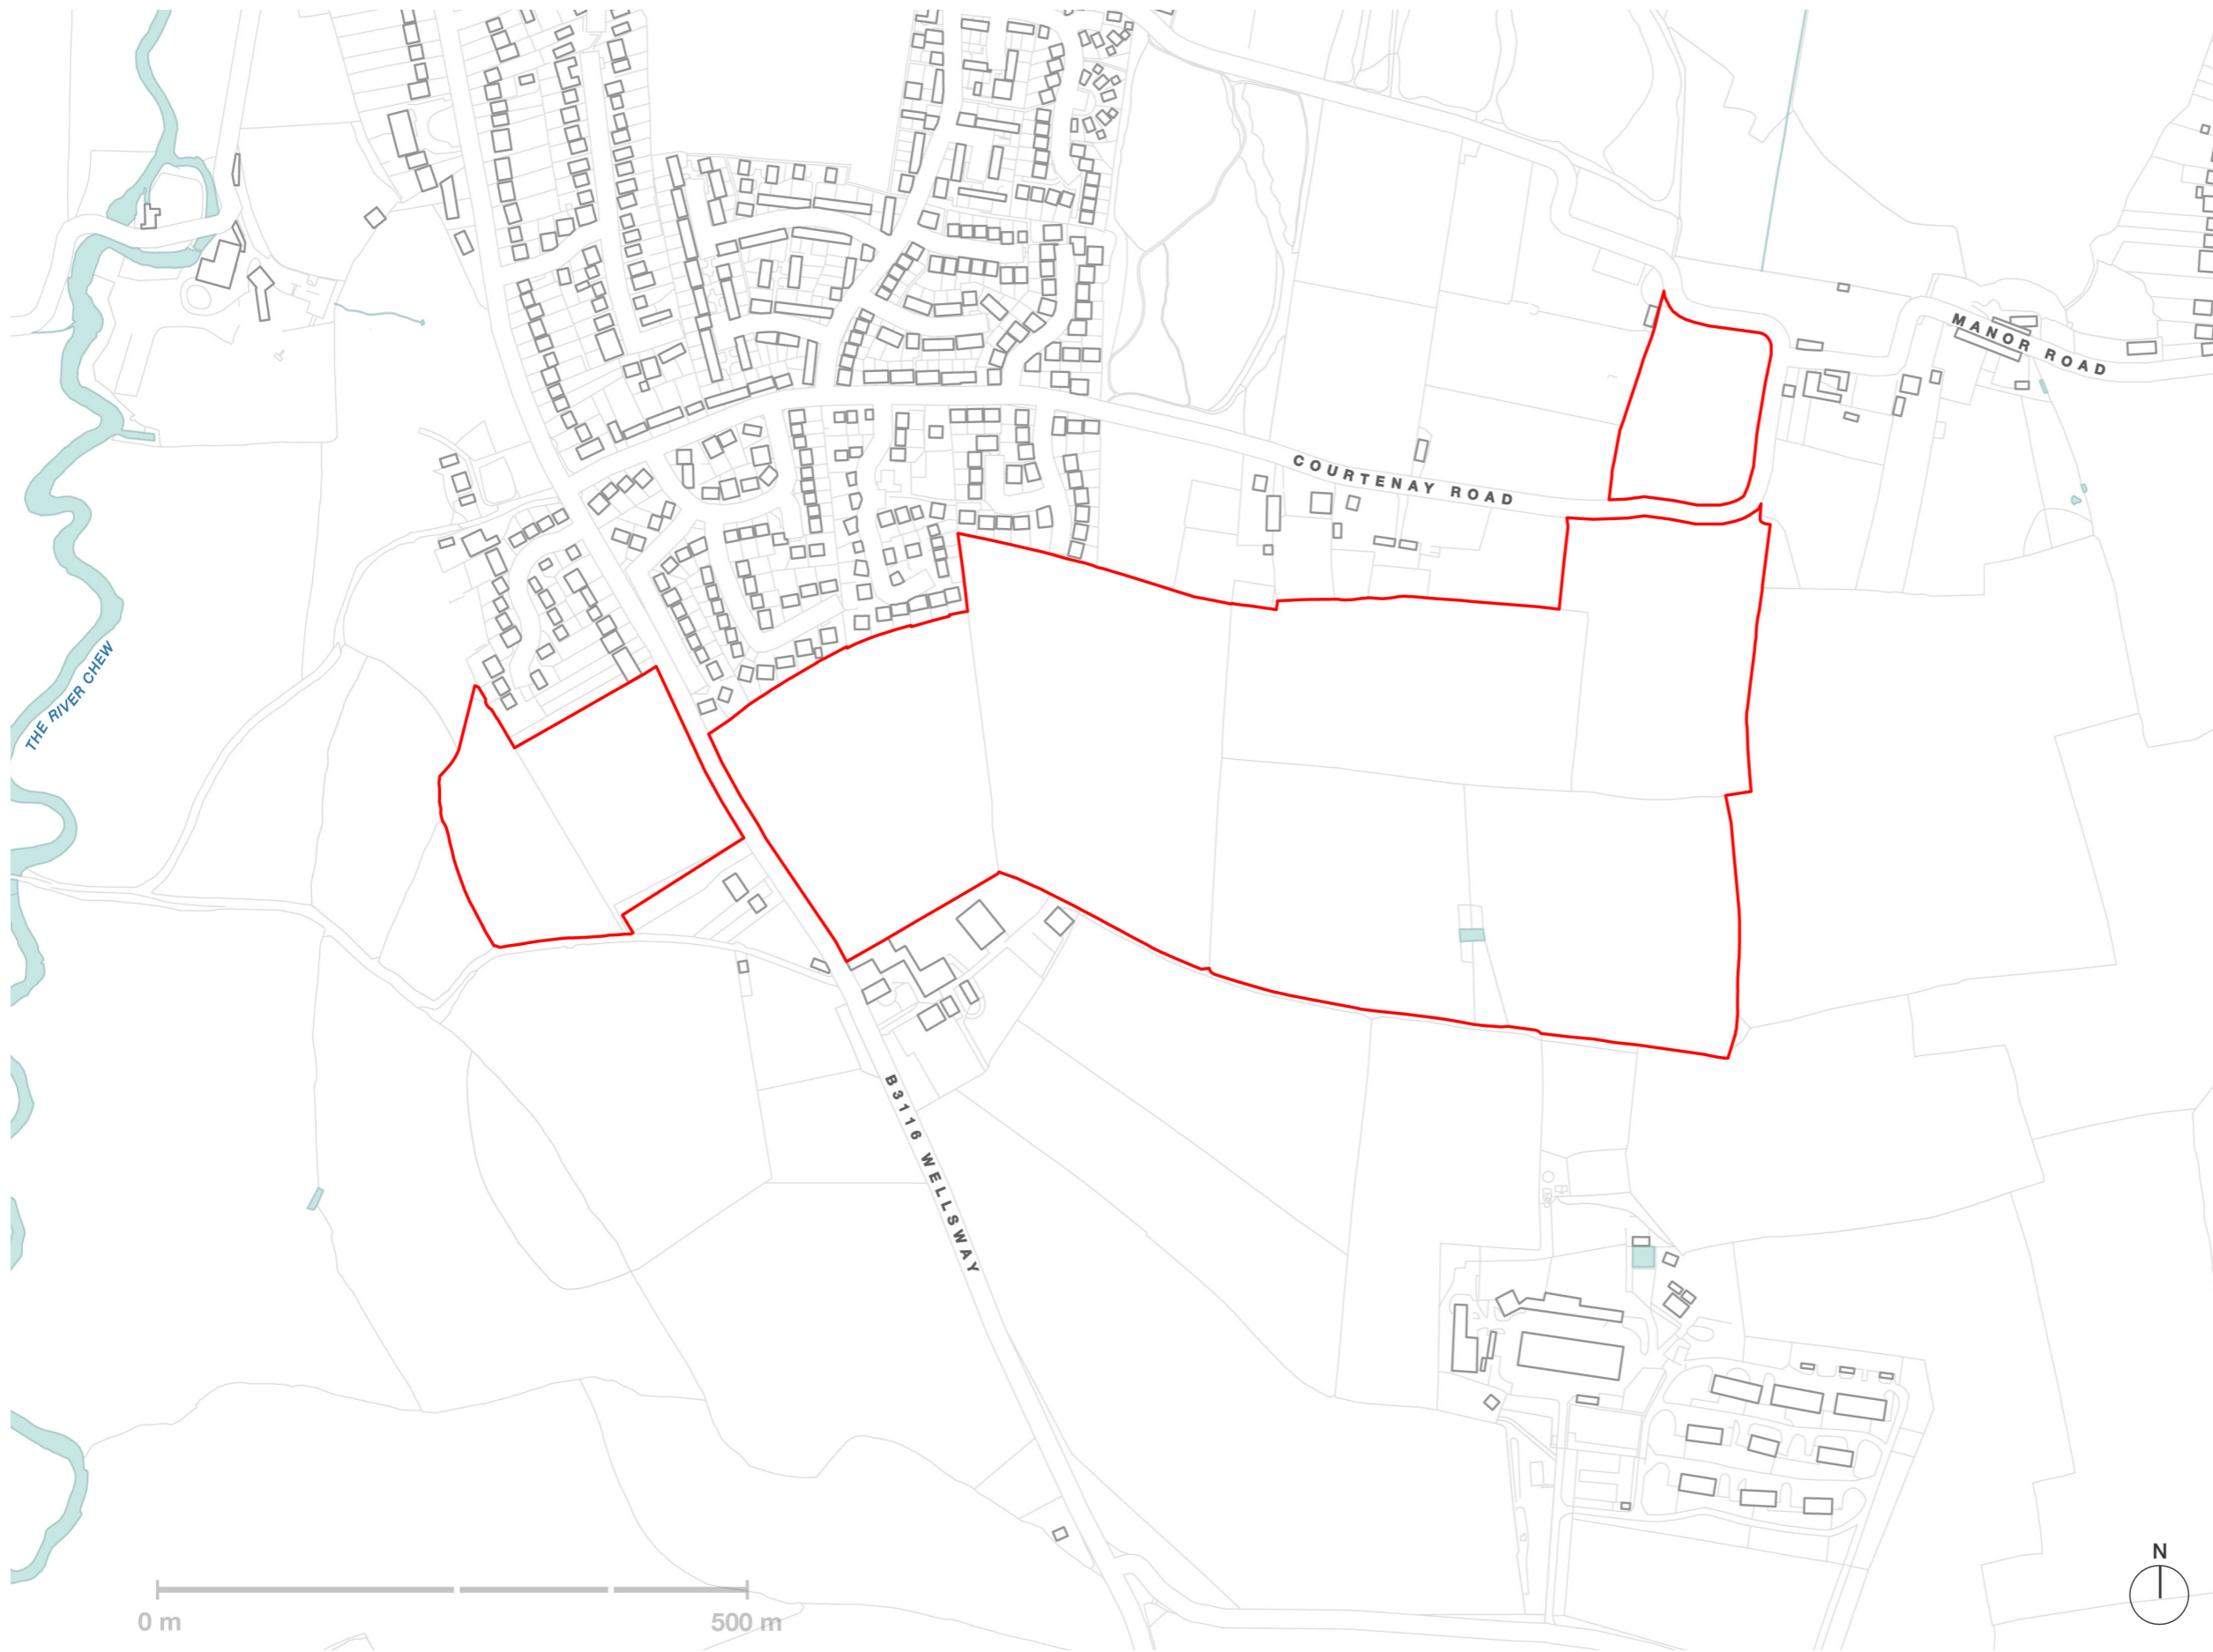 MANOR ROAD
COURTENAY ROAD
THE RIVER CHEW
B3116 WELLSWAY
N
0 m
500 m